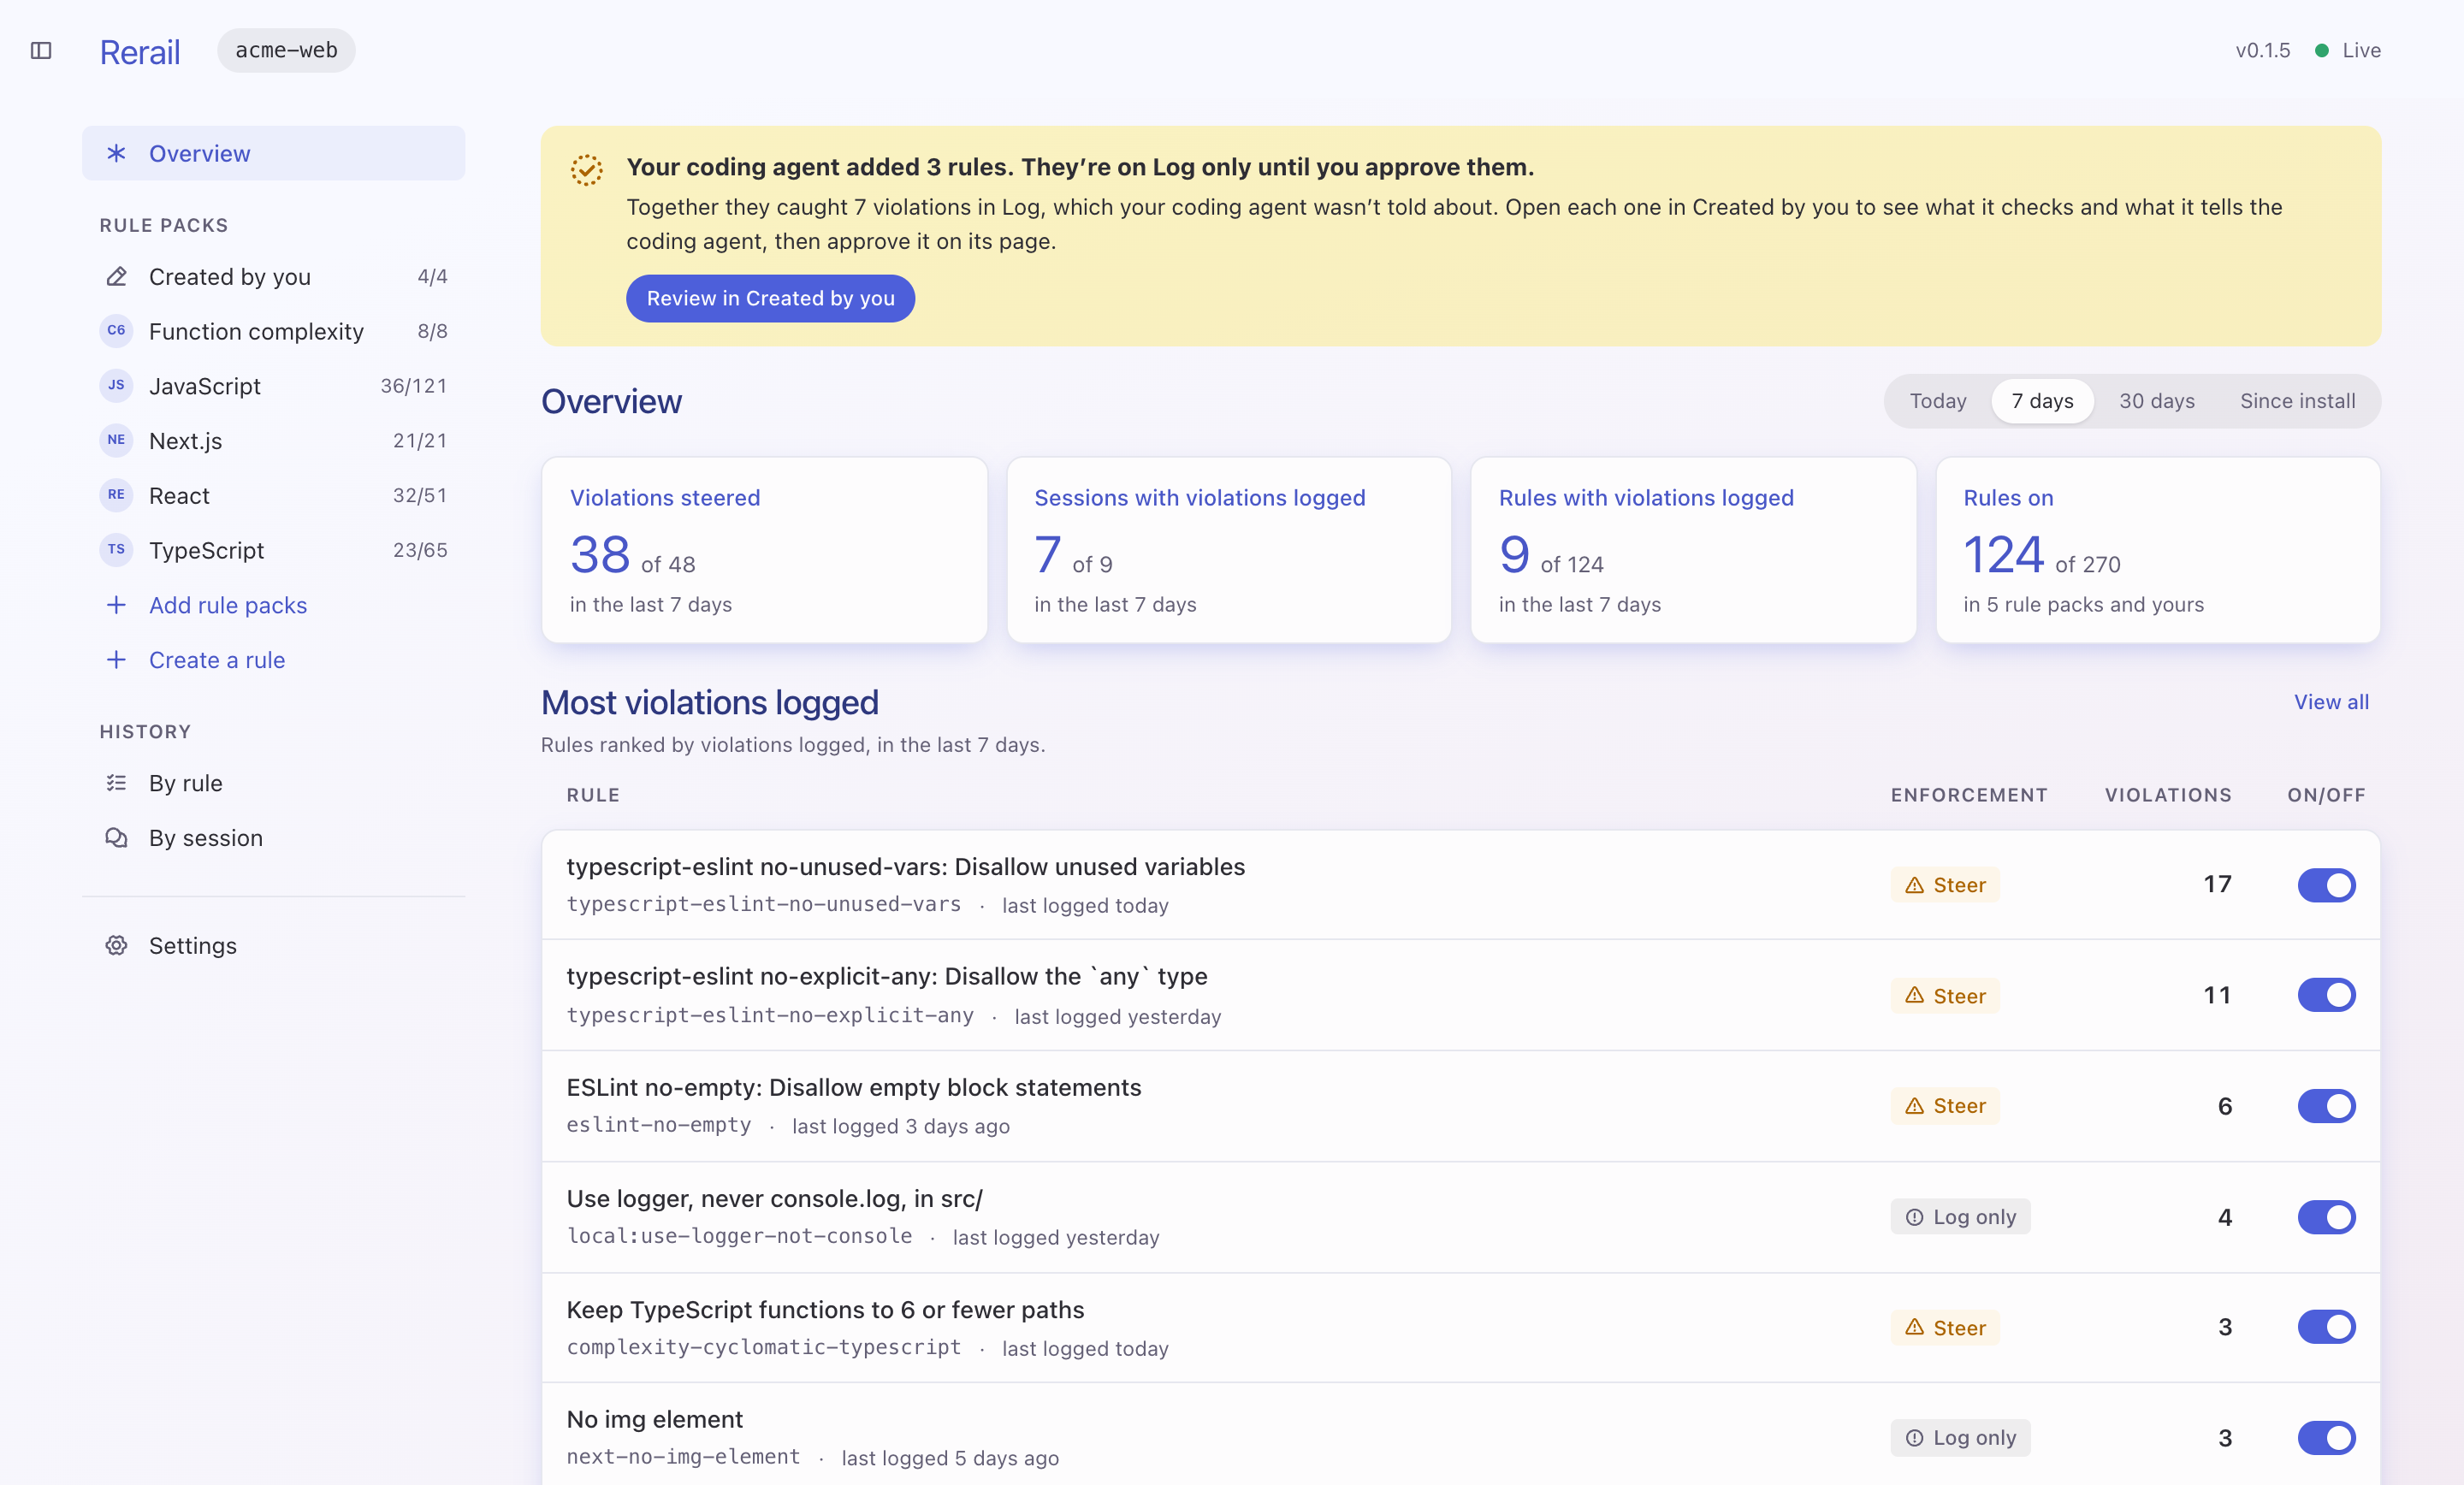 Rerail
acme-web
v0.1.5
Live
Overview
RULE PACKS
Created by you 4/4
C6 Function complexity 8/8
JS JavaScript 36/121
NE Next.js 21/21
RE React 32/51
TS TypeScript 23/65
Add rule packs
Create a rule
HISTORY
By rule
By session
Settings
Your coding agent added 3 rules. They’re on Log only until you approve them.
Together they caught 7 violations in Log, which your coding agent wasn’t told about. Open each one in Created by you to see what it checks and what it tells the
coding agent, then approve it on its page.
Review in Created by you
Overview
Today 7 days 30 days Since install
Violations steered
38 of 48
in the last 7 days
Sessions with violations logged
7 of 9
in the last 7 days
Rules with violations logged
9 of 124
in the last 7 days
Rules on
124 of 270
in 5 rule packs and yours
Most violations logged
View all
Rules ranked by violations logged, in the last 7 days.
RULE ENFORCEMENT VIOLATIONS ON/OFF
typescript-eslint no-unused-vars: Disallow unused variables
typescript-eslint-no-unused-vars · last logged today
Steer 17
typescript-eslint no-explicit-any: Disallow the `any` type
typescript-eslint-no-explicit-any · last logged yesterday
Steer 11
ESLint no-empty: Disallow empty block statements
eslint-no-empty · last logged 3 days ago
Steer 6
Use logger, never console.log, in src/
local:use-logger-not-console · last logged yesterday
Log only 4
Keep TypeScript functions to 6 or fewer paths
complexity-cyclomatic-typescript · last logged today
Steer 3
No img element
next-no-img-element · last logged 5 days ago
Log only 3